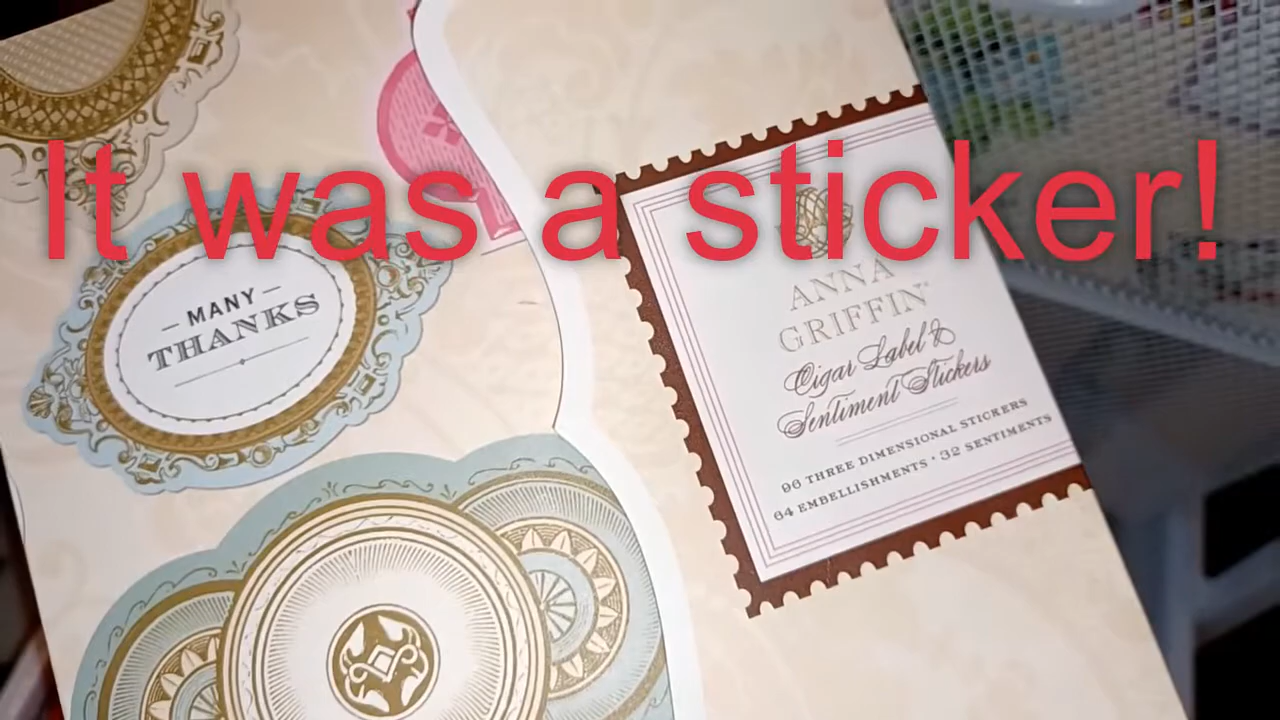 It was a sticker!
— MANY —
THANKS
ANNA
GRIFFIN
Cigar Label &
Sentiment Stickers
96 THREE DIMENSIONAL STICKERS
64 EMBELLISHMENTS • 32 SENTIMENTS